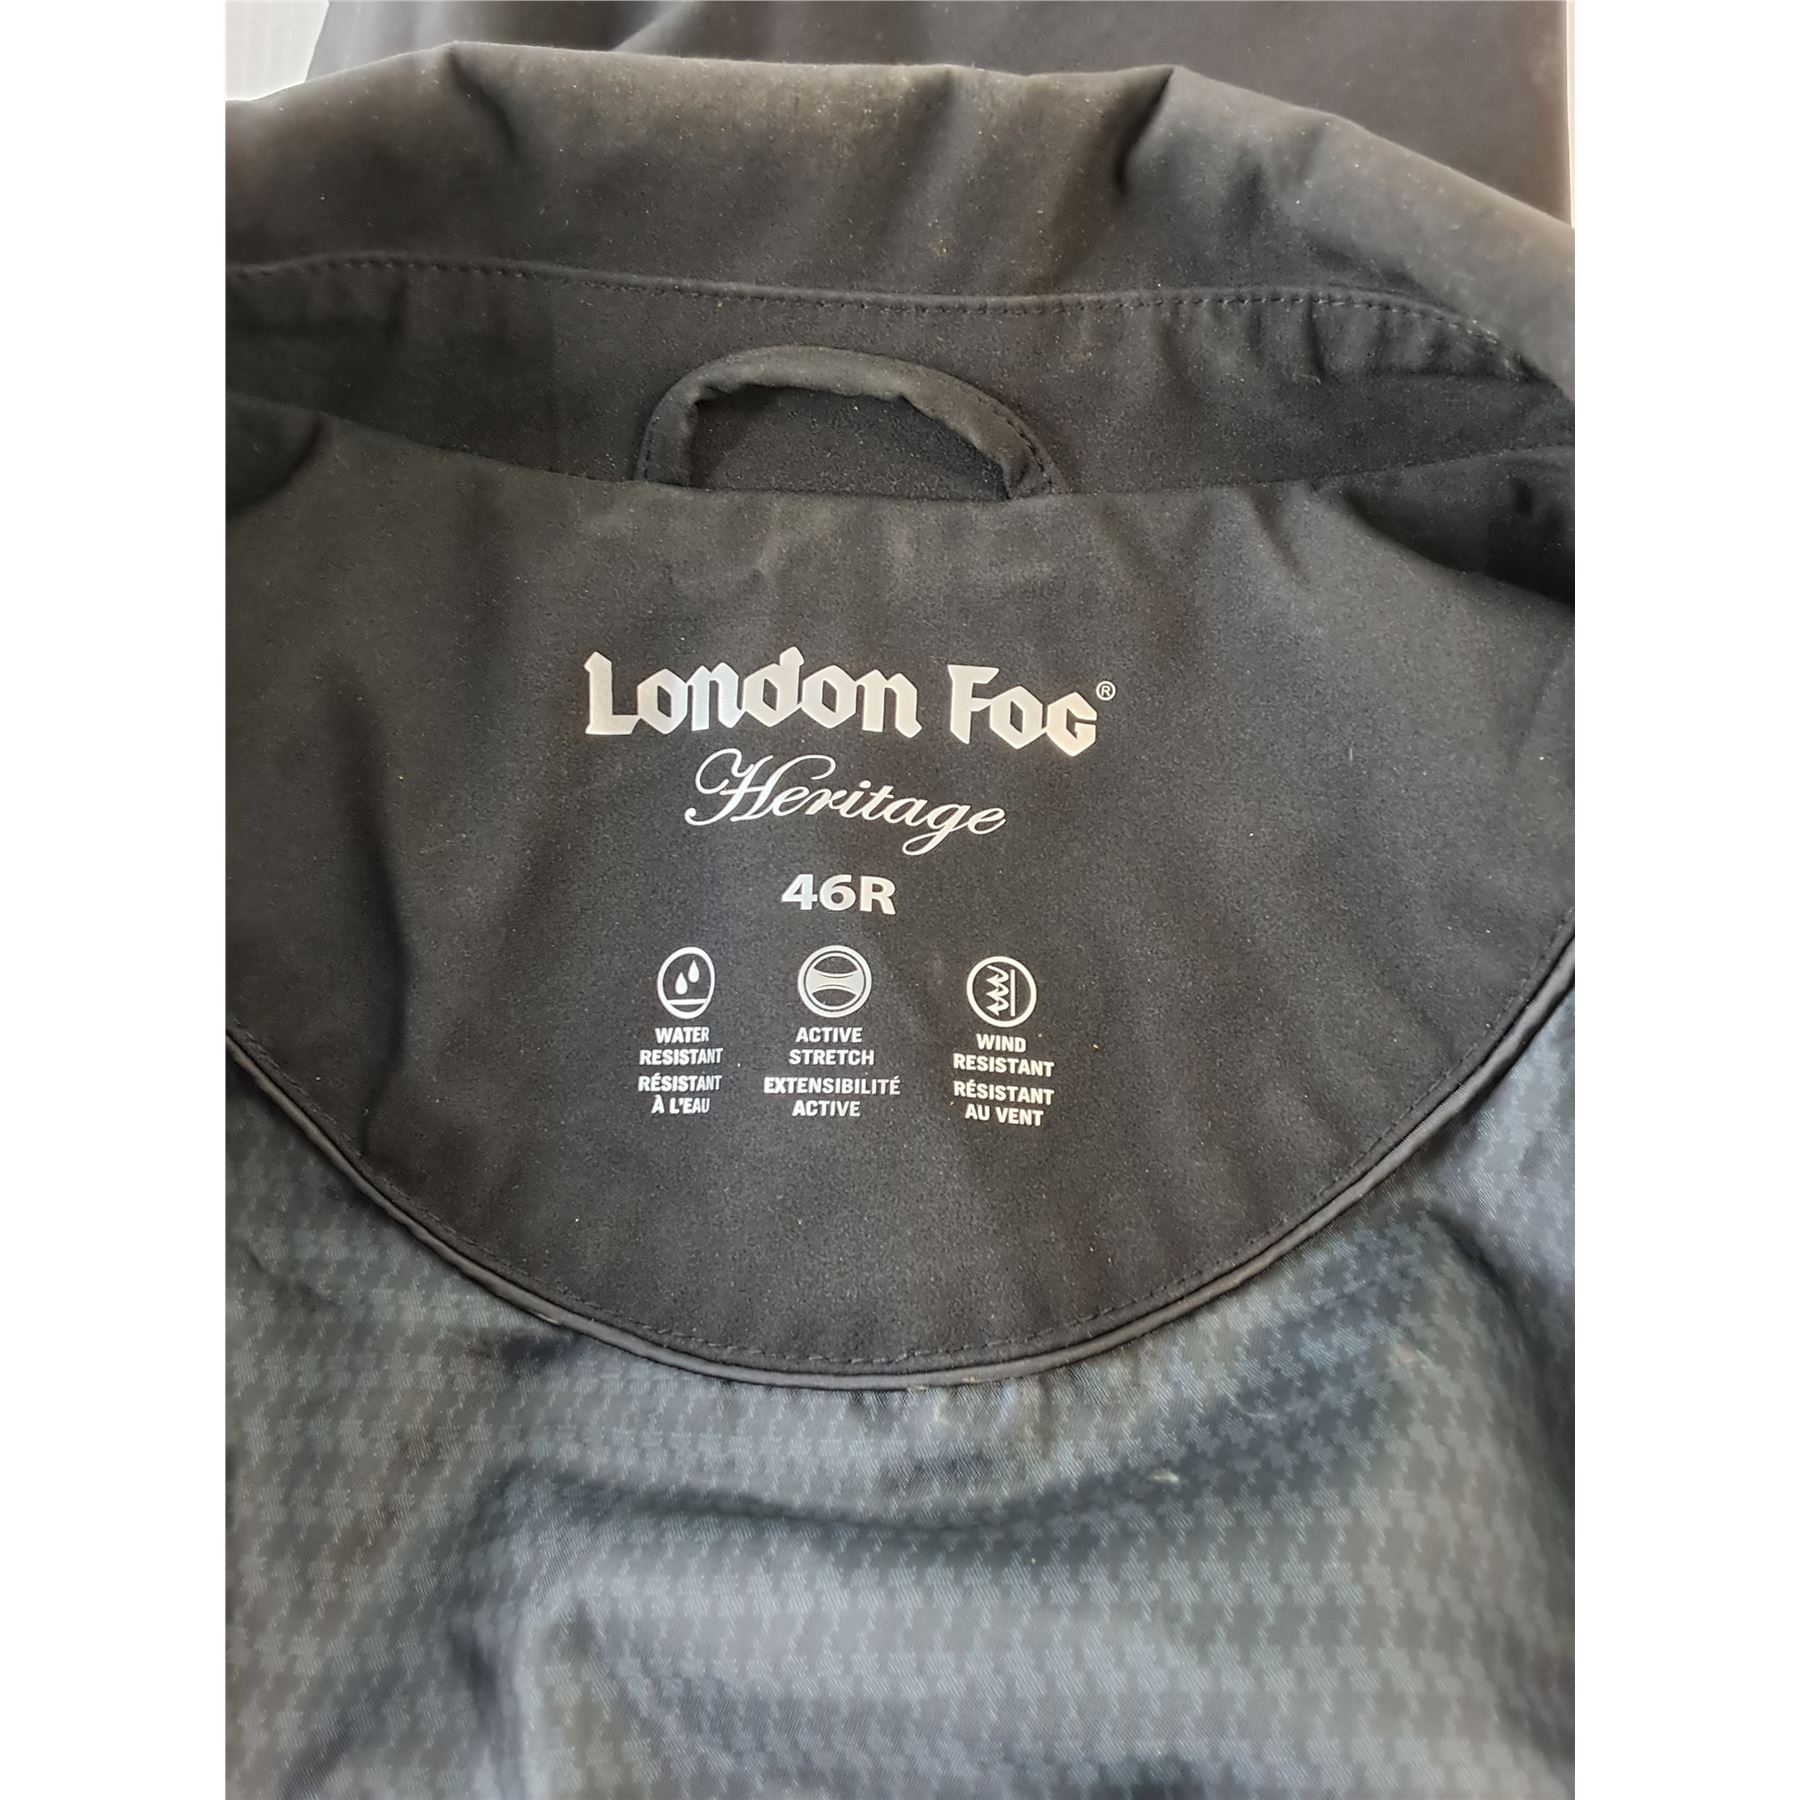 London Fog®
Heritage
46R
WATER
RESISTANT
RÉSISTANT
À L'EAU
ACTIVE
STRETCH
EXTENSIBILITÉ
ACTIVE
WIND
RESISTANT
RÉSISTANT
AU VENT